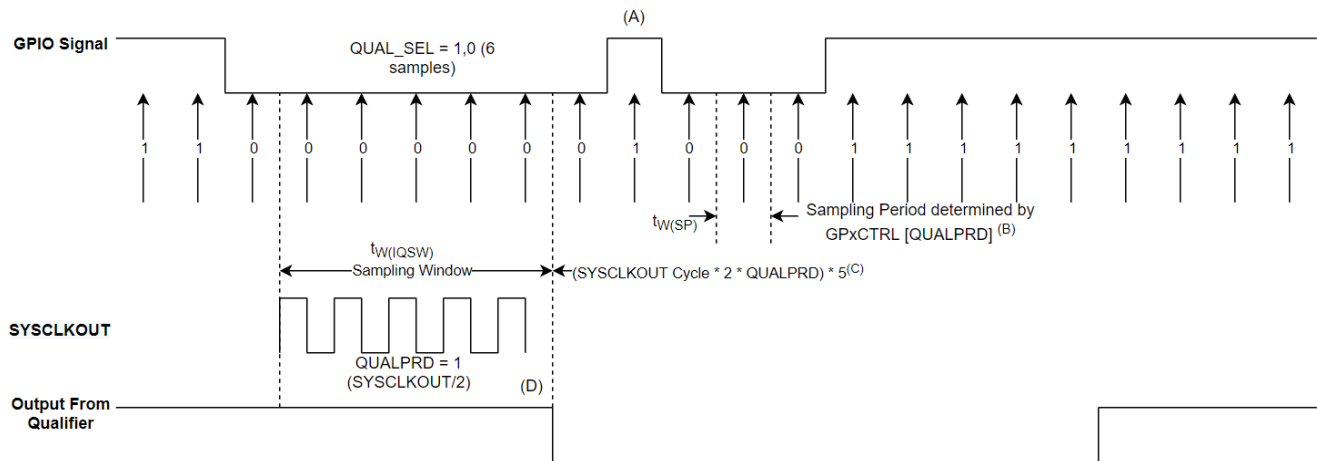 (A)
GPIO Signal
QUAL_SEL = 1,0 (6
samples)
1 1 0 0 0 0 0 0 0 1 0 0 0 1 1 1 1 1 1 1 1 1
tW(SP)
Sampling Period determined by
GPxCTRL [QUALPRD] (B)
tW(IQSW)
Sampling Window
(SYSCLKOUT Cycle * 2 * QUALPRD) * 5(C)
SYSCLKOUT
QUALPRD = 1
(SYSCLKOUT/2)
(D)
Output From
Qualifier